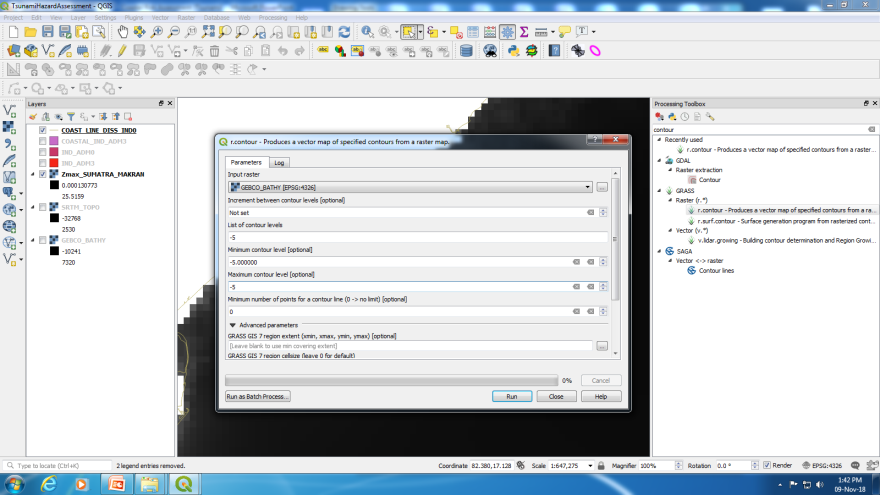 TsunamiHazardAssessment - QGIS
Project Edit View Layer Settings Plugins Vector Raster Database Web Processing Help
Layers
COAST_LINE_DISS_INDO
COASTAL_IND_ADM3
IND_ADM0
IND_ADM3
Zmax_SUMATRA_MAKRAN
0.000130773
25.5159
SRTM_TOPO
-32768
2530
GEBCO_BATHY
-10241
7320
r.contour - Produces a vector map of specified contours from a raster map.
Parameters Log
Input raster
GEBCO_BATHY [EPSG:4326]
Increment between contour levels [optional]
Not set
List of contour levels
-5
Minimum contour level [optional]
-5.000000
Maximum contour level [optional]
-5
Minimum number of points for a contour line (0 -> no limit) [optional]
0
Advanced parameters
GRASS GIS 7 region extent (xmin, xmax, ymin, ymax) [optional]
[Leave blank to use min covering extent]
GRASS GIS 7 region cellsize (leave 0 for default)
0% Cancel
Run as Batch Process... Run Close Help
Processing Toolbox
contour
Recently used
r.contour - Produces a vector map of specified contours from a raster...
GDAL
Raster extraction
Contour
GRASS
Raster (r.*)
r.contour - Produces a vector map of specified contours from a ra...
r.surf.contour - Surface generation program from rasterized cont...
Vector (v.*)
v.lidar.growing - Building contour determination and Region Growi...
SAGA
Vector <-> raster
Contour lines
Type to locate (Ctrl+K) 2 legend entries removed. Coordinate 82.380,17.128 Scale 1:647,275 Magnifier 100% Rotation 0.0 ° Render EPSG:4326
1:42 PM
09-Nov-18